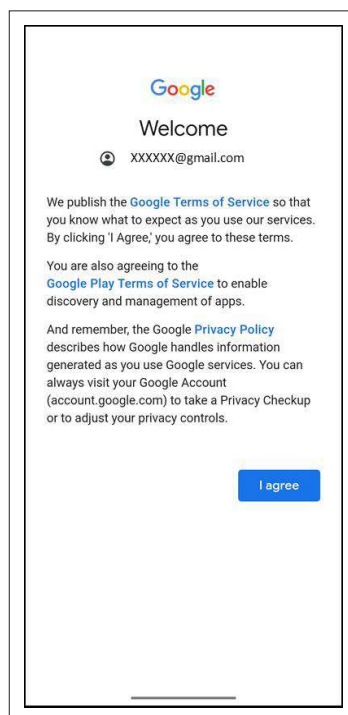 Google
Welcome
XXXXXX@gmail.com
We publish the Google Terms of Service so that
you know what to expect as you use our services.
By clicking 'I Agree,' you agree to these terms.
You are also agreeing to the
Google Play Terms of Service to enable
discovery and management of apps.
And remember, the Google Privacy Policy
describes how Google handles information
generated as you use Google services. You can
always visit your Google Account
(account.google.com) to take a Privacy Checkup
or to adjust your privacy controls.
I agree